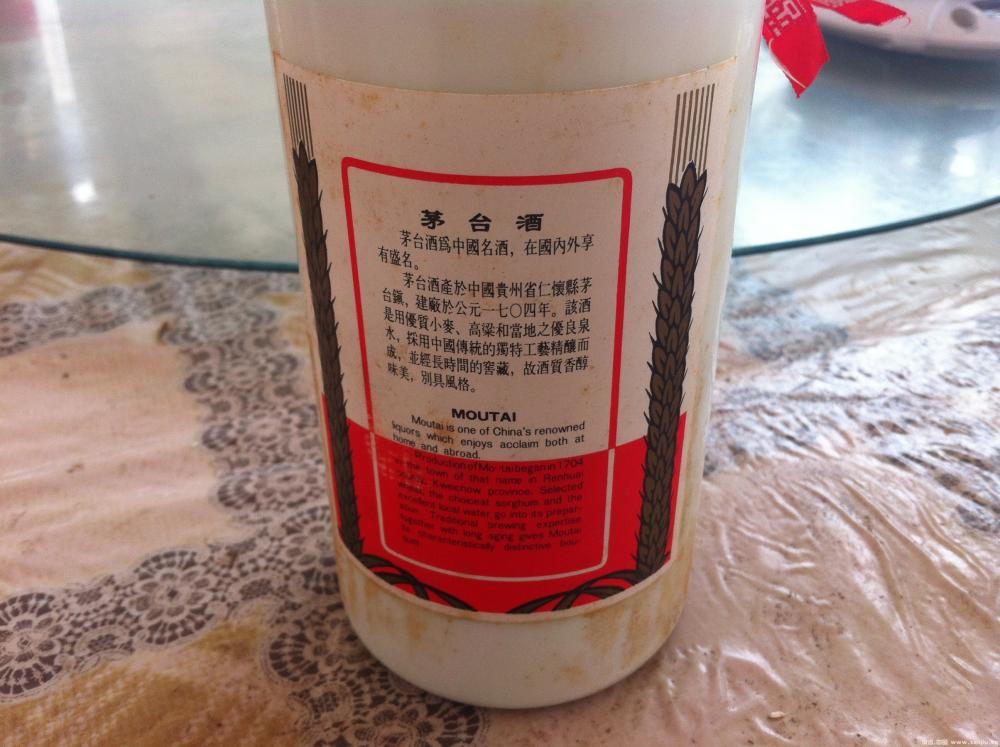 茅台酒
茅台酒爲中國名酒，在國內外享
有盛名。
茅台酒產於中國貴州省仁懷縣茅
台鎭，建廠於公元一七〇四年。該酒
是用優質小麥、高粱和當地之優良泉
水，採用中國傳統的獨特工藝精釀而
成，並經長時間的窖藏，故酒質香醇
味美，別具風格。
MOUTAI
Moutai is one of China's renowned
liquors which enjoys acclaim both at
home and abroad.
Production of Moutai began in 1704
in the town of that name in Renhuai
county, Kweichow province. Selected
wheat, the choicest sorghum and the
excellent local water go into its prepar-
ation. Traditional brewing expertise
together with long aging gives Moutai
its characteristically distinctive bou-
quet.
京